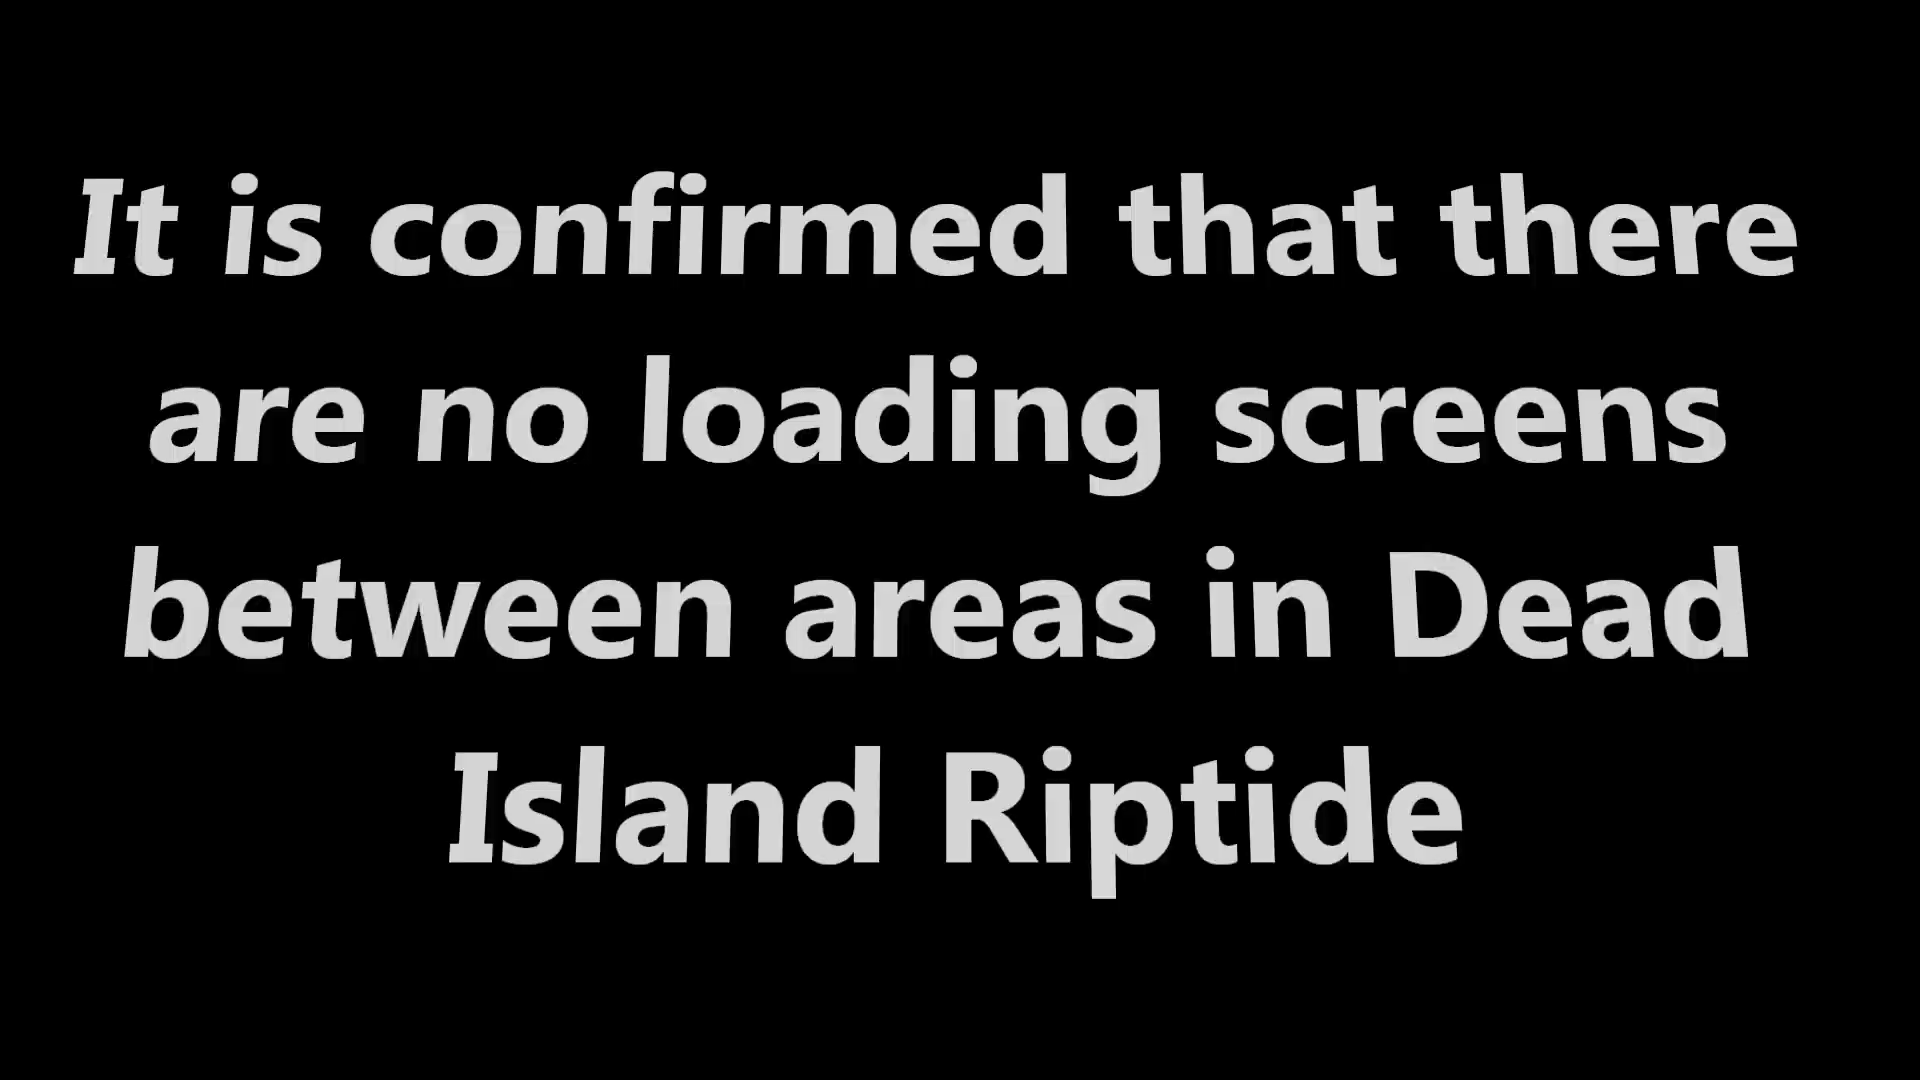 It is confirmed that there
are no loading screens
between areas in Dead
Island Riptide